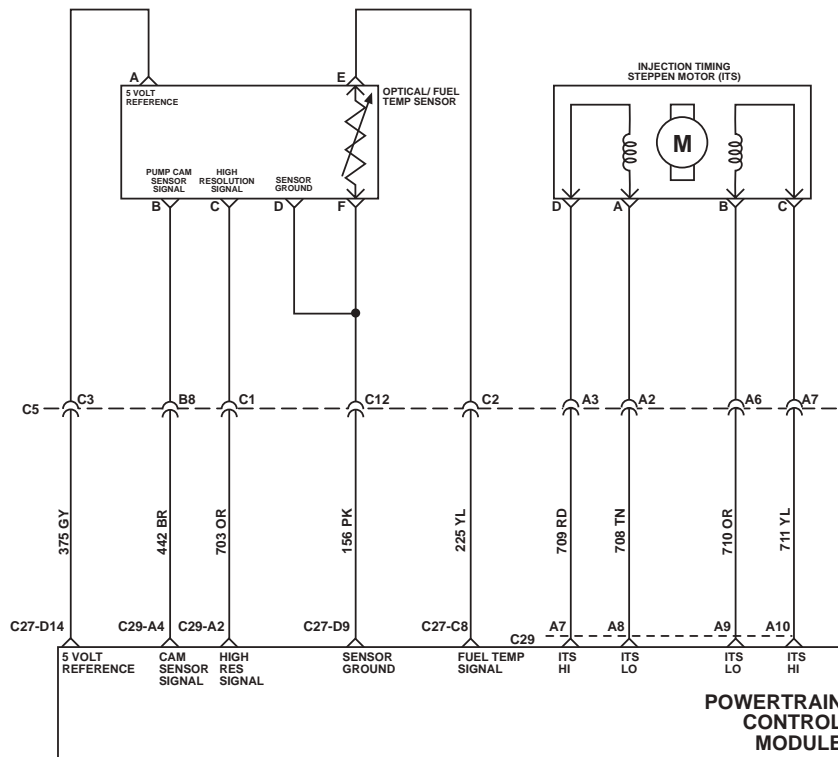 INJECTION TIMING
STEPPEN MOTOR (ITS)
A
E
5 VOLT
REFERENCE
OPTICAL/ FUEL
TEMP SENSOR
M
PUMP CAM
SENSOR
SIGNAL
HIGH
RESOLUTION
SIGNAL
SENSOR
GROUND
B
C
D
F
D
A
B
C
C5
C3
B8
C1
C12
C2
A3
A2
A6
A7
375 GY
442 BR
703 OR
156 PK
225 YL
709 RD
708 TN
710 OR
711 YL
C27-D14
C29-A4
C29-A2
C27-D9
C27-C8
C29
A7
A8
A9
A10
5 VOLT
REFERENCE
CAM
SENSOR
SIGNAL
HIGH
RES
SIGNAL
SENSOR
GROUND
FUEL TEMP
SIGNAL
ITS
HI
ITS
LO
ITS
LO
ITS
HI
POWERTRAIN
CONTROL
MODULE